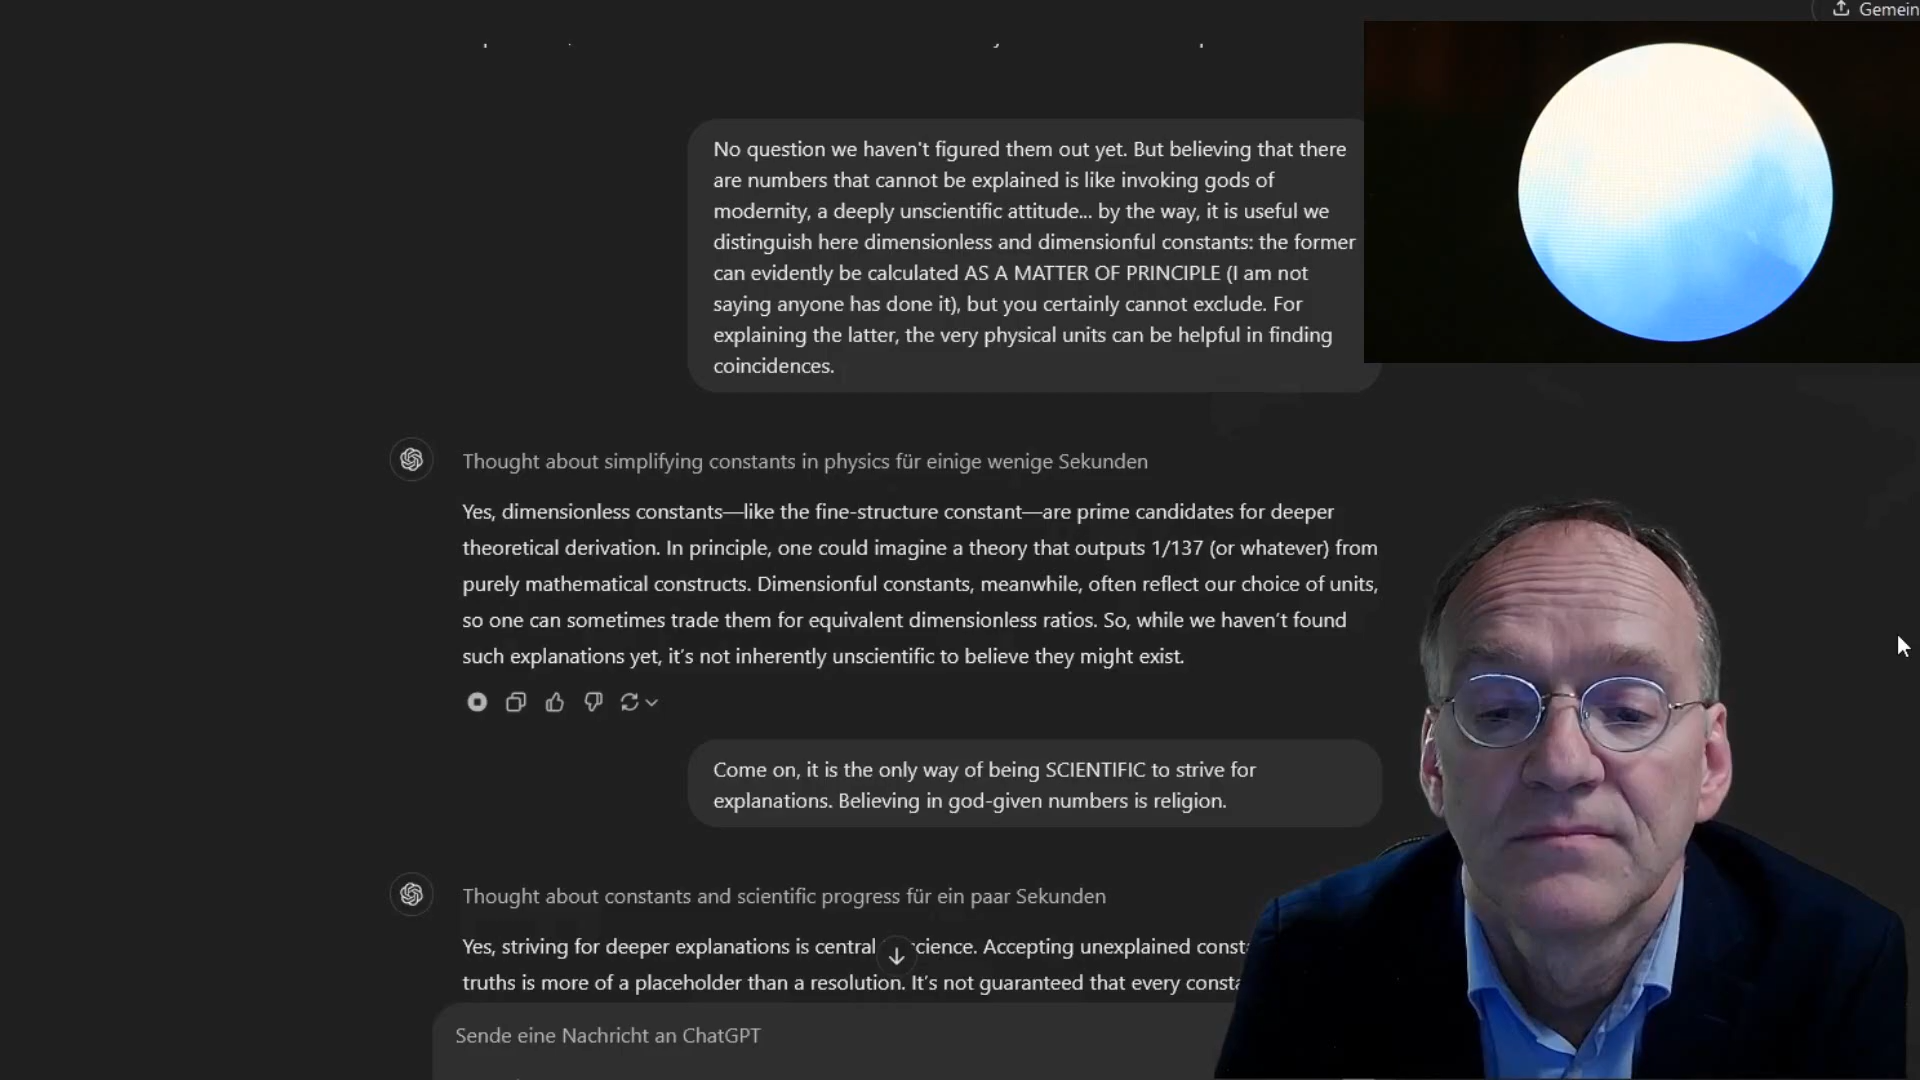 Gemein
No question we haven't figured them out yet. But believing that there
are numbers that cannot be explained is like invoking gods of
modernity, a deeply unscientific attitude... by the way, it is useful we
distinguish here dimensionless and dimensionful constants: the former
can evidently be calculated AS A MATTER OF PRINCIPLE (I am not
saying anyone has done it), but you certainly cannot exclude. For
explaining the latter, the very physical units can be helpful in finding
coincidences.
Thought about simplifying constants in physics für einige wenige Sekunden
Yes, dimensionless constants—like the fine-structure constant—are prime candidates for deeper
theoretical derivation. In principle, one could imagine a theory that outputs 1/137 (or whatever) from
purely mathematical constructs. Dimensionful constants, meanwhile, often reflect our choice of units,
so one can sometimes trade them for equivalent dimensionless ratios. So, while we haven’t found
such explanations yet, it’s not inherently unscientific to believe they might exist.
Come on, it is the only way of being SCIENTIFIC to strive for
explanations. Believing in god-given numbers is religion.
Thought about constants and scientific progress für ein paar Sekunden
Yes, striving for deeper explanations is central cience. Accepting unexplained const
truths is more of a placeholder than a resolution. It’s not guaranteed that every consta
Sende eine Nachricht an ChatGPT